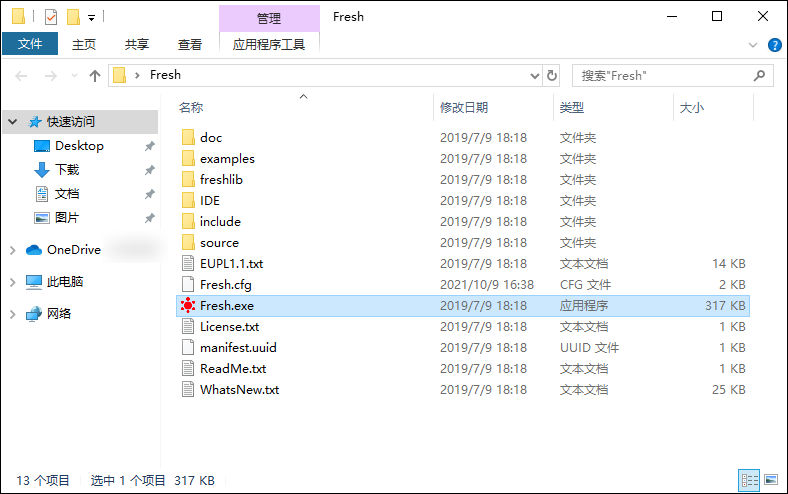 管理 Fresh
文件 主页 共享 查看 应用程序工具
Fresh 搜索"Fresh"
名称 修改日期 类型 大小
快速访问
Desktop
下载
文档
图片
OneDrive
此电脑
网络
doc 2019/7/9 18:18 文件夹
examples 2019/7/9 18:18 文件夹
freshlib 2019/7/9 18:18 文件夹
IDE 2019/7/9 18:18 文件夹
include 2019/7/9 18:18 文件夹
source 2019/7/9 18:18 文件夹
EUPL1.1.txt 2019/7/9 18:18 文本文档 14 KB
Fresh.cfg 2021/10/9 16:38 CFG 文件 2 KB
Fresh.exe 2019/7/9 18:18 应用程序 317 KB
License.txt 2019/7/9 18:18 文本文档 1 KB
manifest.uuid 2019/7/9 18:18 UUID 文件 1 KB
ReadMe.txt 2019/7/9 18:18 文本文档 1 KB
WhatsNew.txt 2019/7/9 18:18 文本文档 25 KB
13 个项目 选中 1 个项目 317 KB